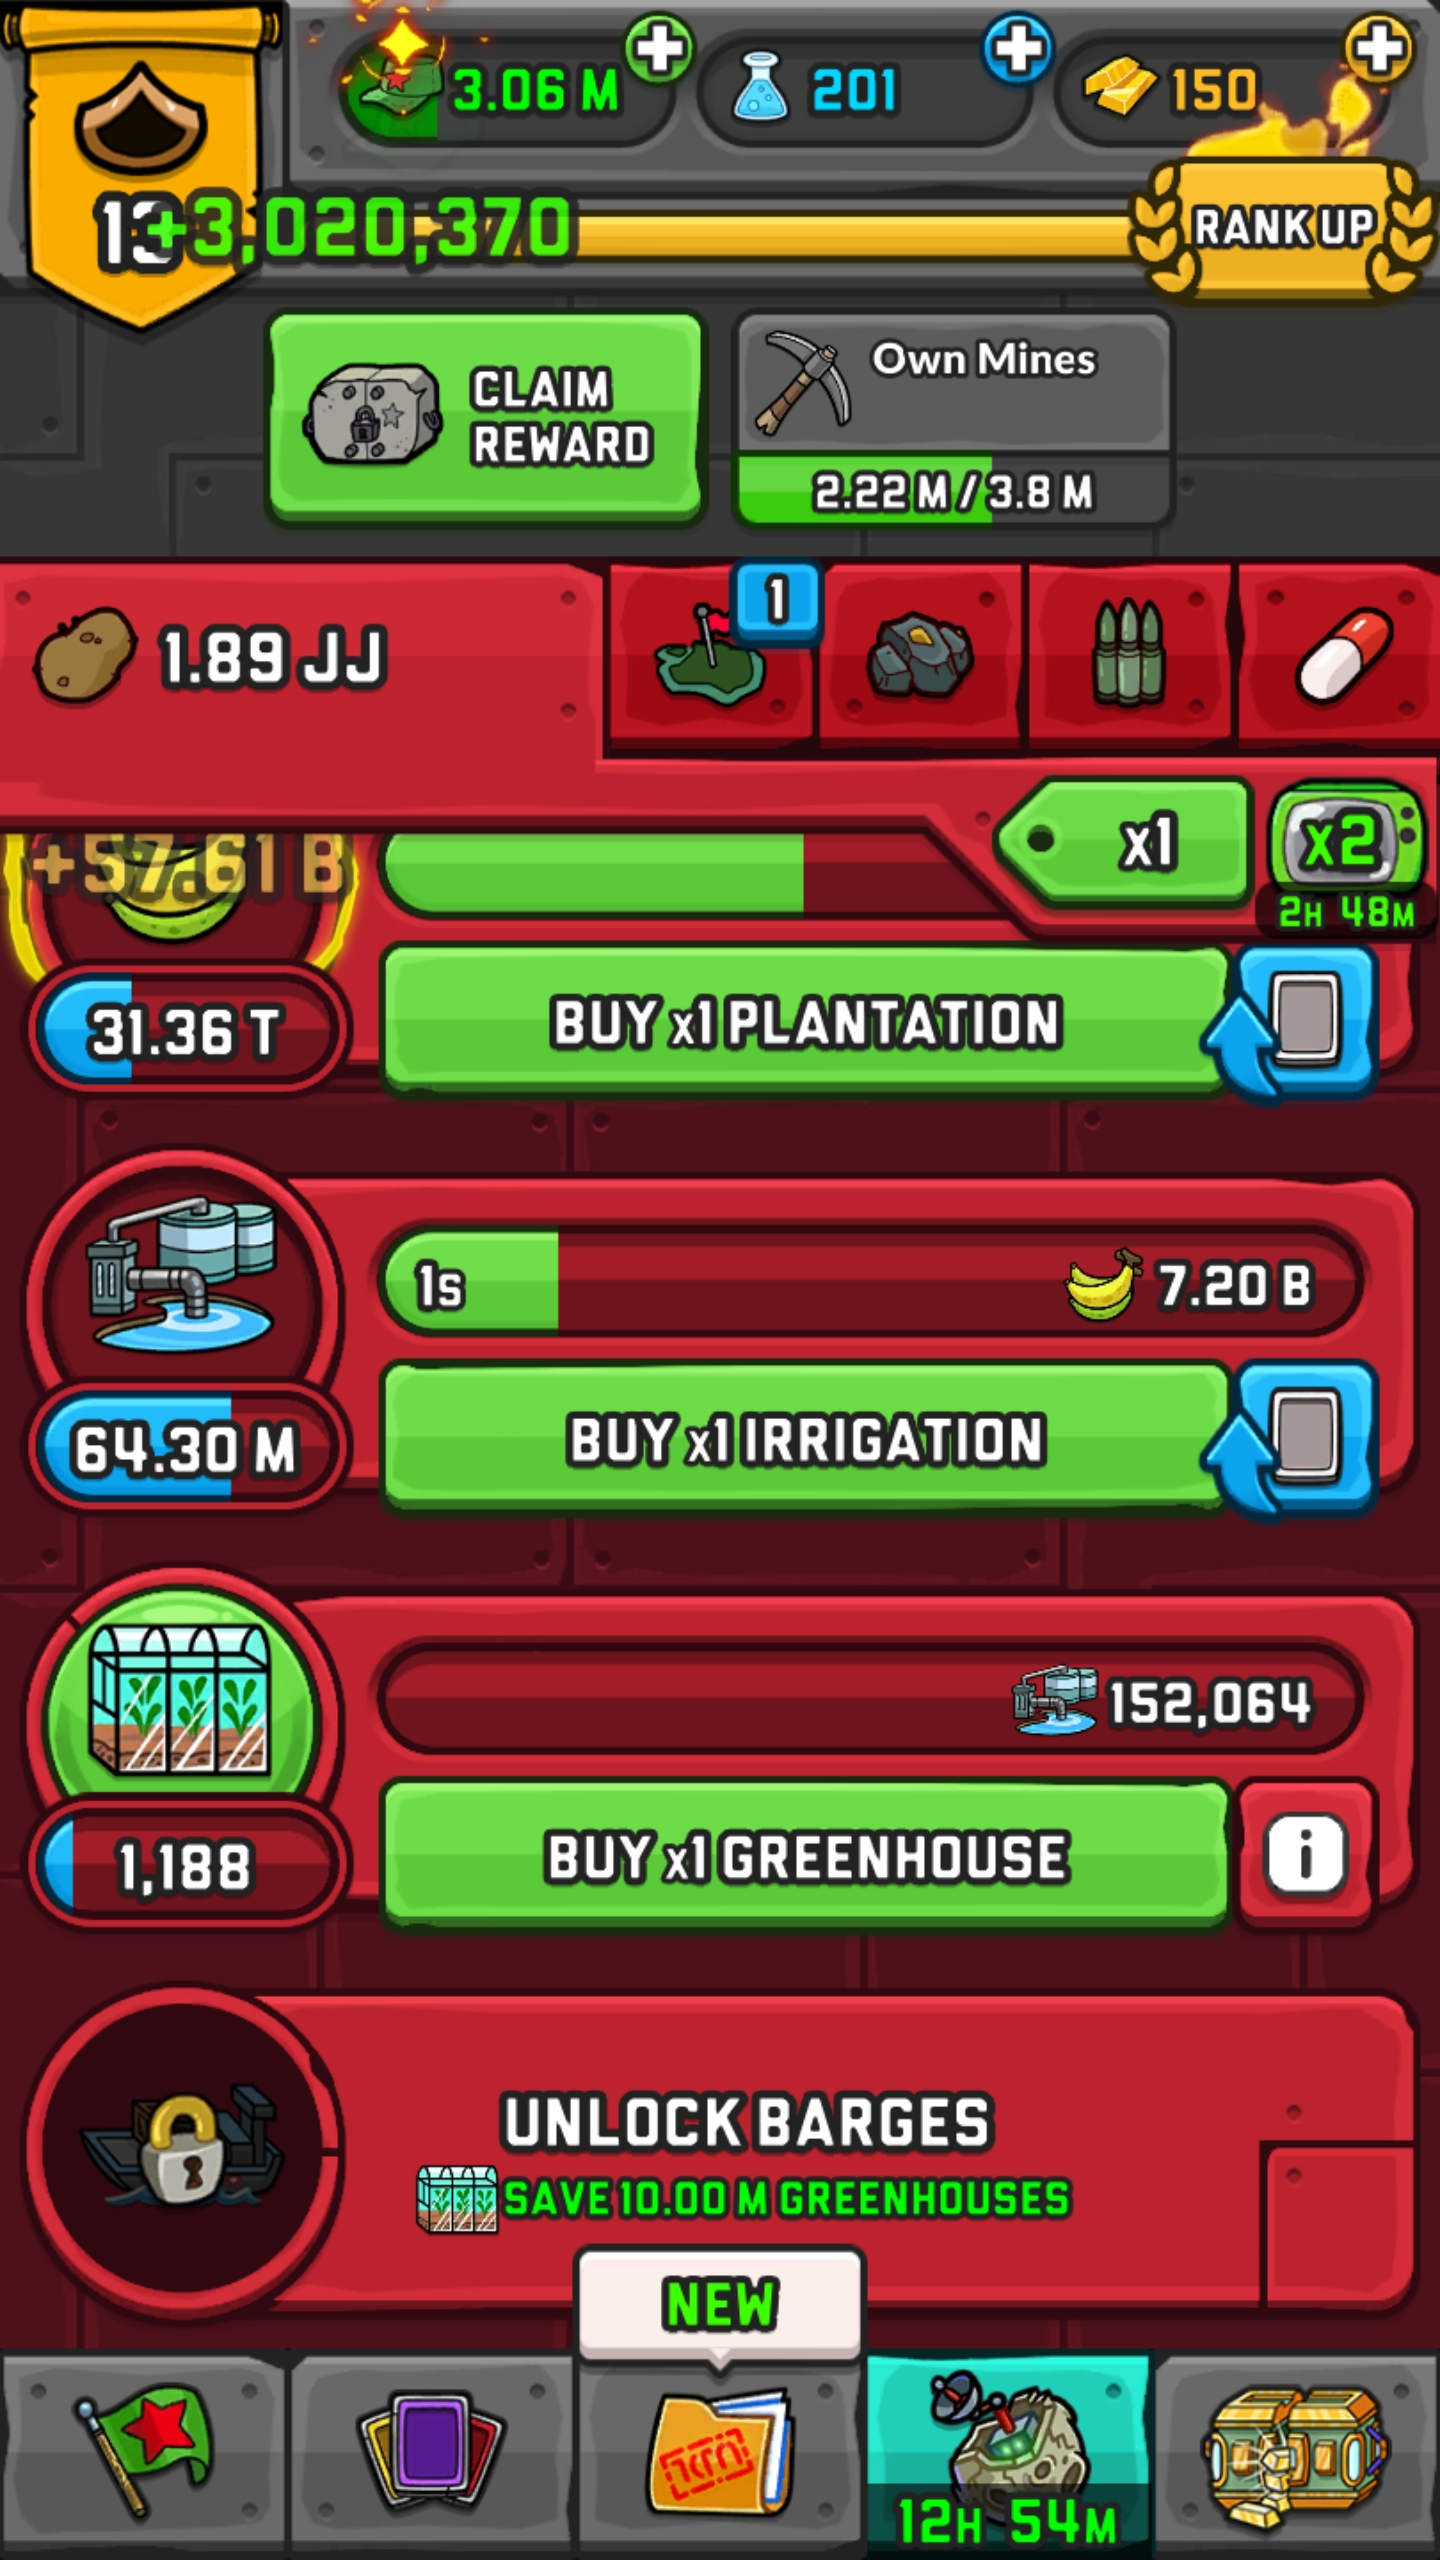 3.06 M
201
150
+3,020,370
RANK UP
CLAIM
REWARD
Own Mines
2.22 M / 3.8 M
1.89 JJ
1
x1
x2
2H 48M
+57.61 B
31.36 T
BUY x1 PLANTATION
1s
7.20 B
64.30 M
BUY x1 IRRIGATION
152,064
1,188
BUY x1 GREENHOUSE
i
UNLOCK BARGES
SAVE 10.00 M GREENHOUSES
NEW
12H 54M